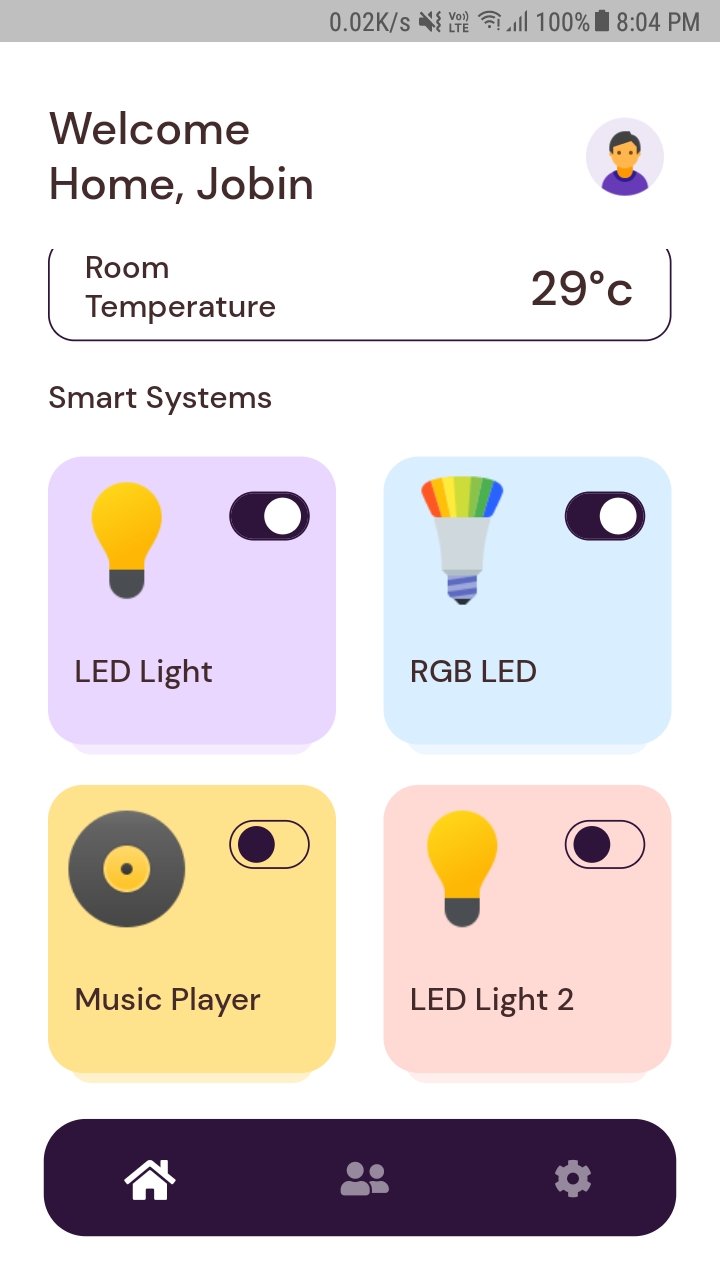 0.02K/s Vo)) LTE 100% 8:04 PM
Welcome
Home, Jobin
Room
Temperature
29°c
Smart Systems
LED Light
RGB LED
Music Player
LED Light 2